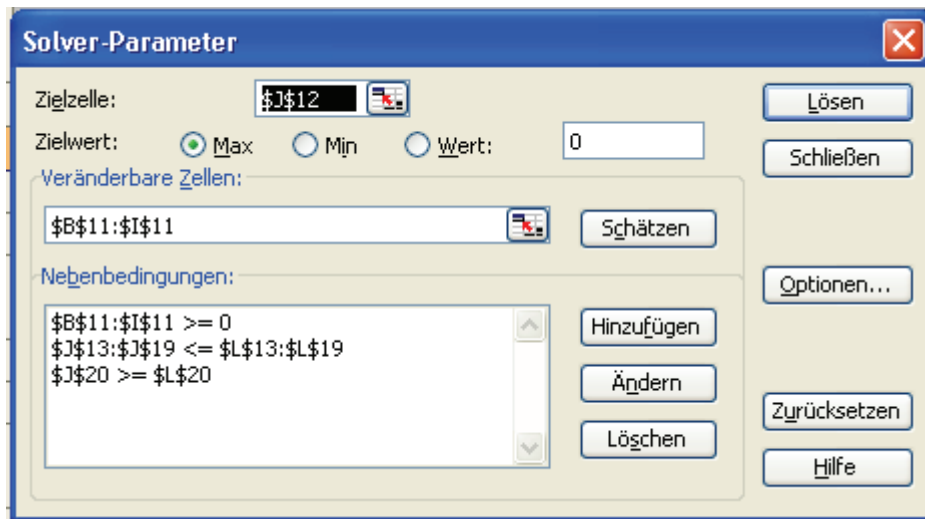 Solver-Parameter
Zielzelle: $J$12
Zielwert: Max Min Wert: 0
Lösen
Schließen
Veränderbare Zellen:
$B$11:$I$11
Schätzen
Nebenbedingungen:
$B$11:$I$11 >= 0
$J$13:$J$19 <= $L$13:$L$19
$J$20 >= $L$20
Hinzufügen
Ändern
Löschen
Optionen...
Zurücksetzen
Hilfe